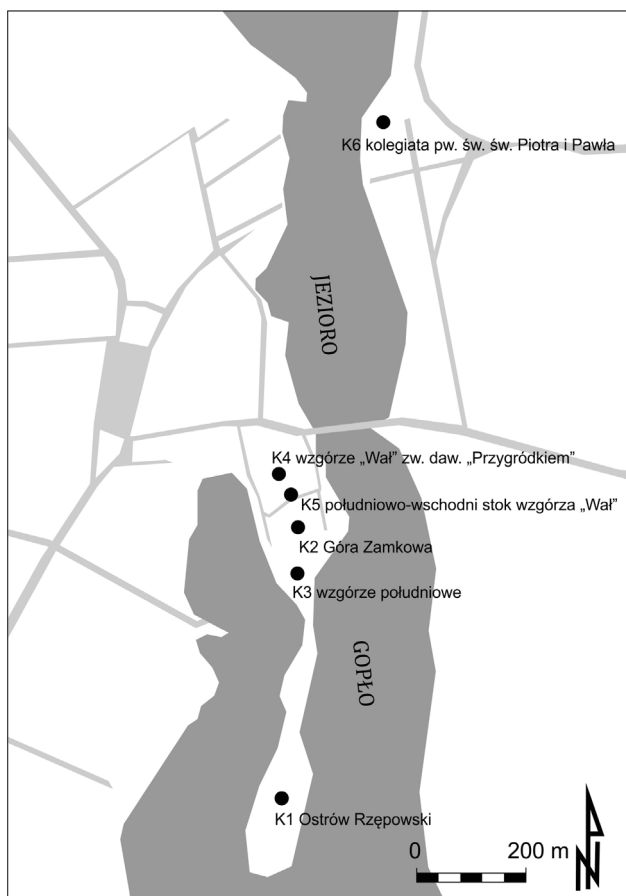 K6 kolegiata pw. św. św. Piotra i Pawła
JEZIORO
K4 wzgórze „Wał” zw. daw. „Przygródkiem”
K5 południowo-wschodni stok wzgórza „Wał”
K2 Góra Zamkowa
K3 wzgórze południowe
GOPŁO
K1 Ostrów Rzępowski
0 200 m
N